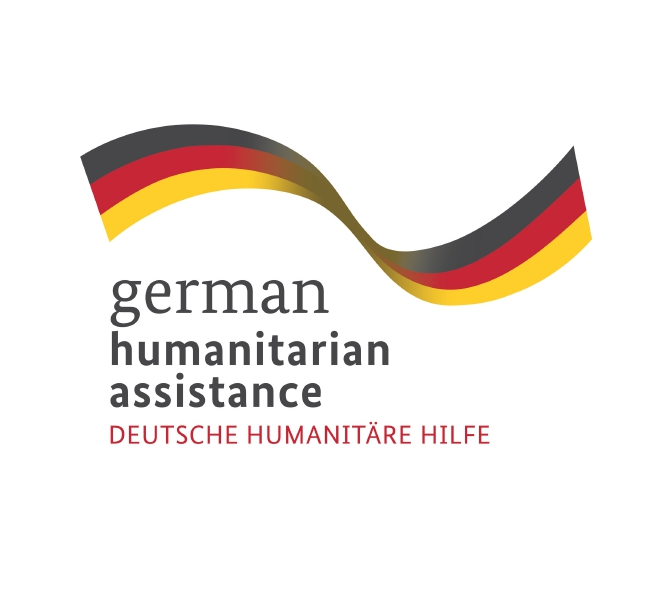 german
humanitarian
assistance
DEUTSCHE HUMANITÄRE HILFE